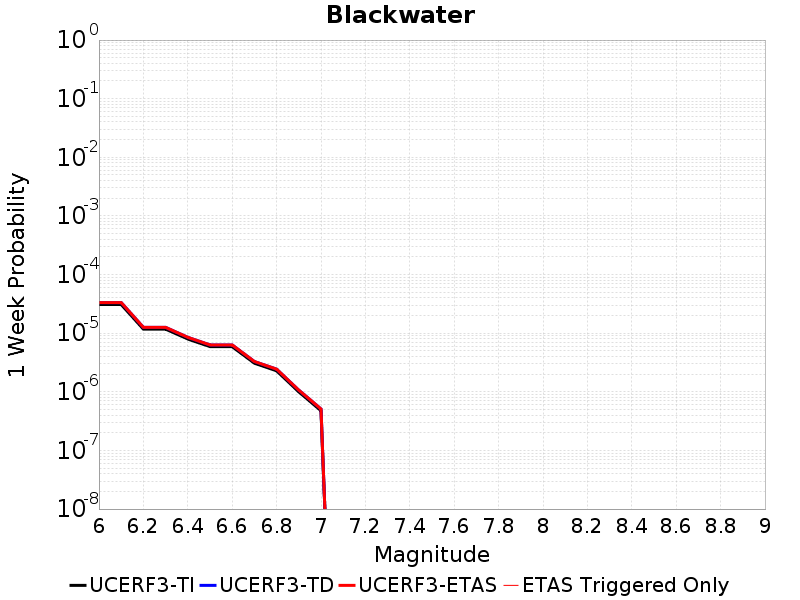 Blackwater
1 Week Probability
10^0
10^-1
10^-2
10^-3
10^-4
10^-5
10^-6
10^-7
10^-8
6 6.2 6.4 6.6 6.8 7 7.2 7.4 7.6 7.8 8 8.2 8.4 8.6 8.8 9
Magnitude
UCERF3-TI UCERF3-TD UCERF3-ETAS ETAS Triggered Only